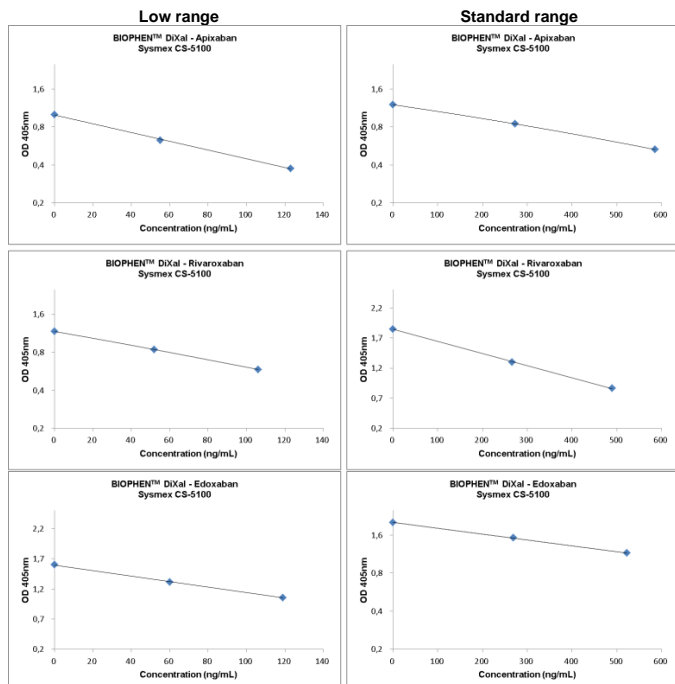 Low range
Standard range
BIOPHEN™ DiXaI - Apixaban
Sysmex CS-5100
OD 405nm
1,6
0,8
0,4
0,2
0 20 40 60 80 100 120 140
Concentration (ng/mL)
BIOPHEN™ DiXaI - Apixaban
Sysmex CS-5100
OD 405nm
1,6
0,8
0,4
0,2
0 100 200 300 400 500 600
Concentration (ng/mL)
BIOPHEN™ DiXaI - Rivaroxaban
Sysmex CS-5100
OD 405nm
1,6
0,8
0,4
0,2
0 20 40 60 80 100 120 140
Concentration (ng/mL)
BIOPHEN™ DiXaI - Rivaroxaban
Sysmex CS-5100
OD 405nm
2,2
1,7
1,2
0,7
0,2
0 100 200 300 400 500 600
Concentration (ng/mL)
BIOPHEN™ DiXaI - Edoxaban
Sysmex CS-5100
OD 405nm
2,2
1,7
1,2
0,7
0,2
0 20 40 60 80 100 120 140
Concentration (ng/mL)
BIOPHEN™ DiXaI - Edoxaban
Sysmex CS-5100
OD 405nm
1,6
0,8
0,4
0,2
0 100 200 300 400 500 600
Concentration (ng/mL)